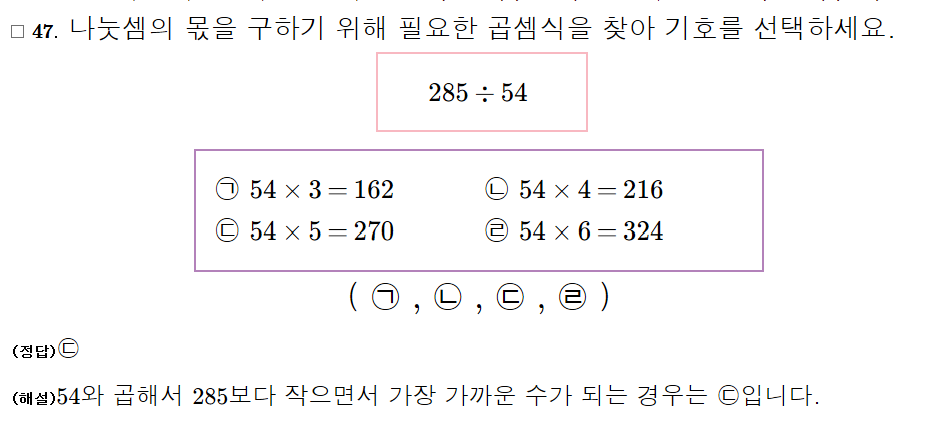 □ 47. 나눗셈의 몫을 구하기 위해 필요한 곱셈식을 찾아 기호를 선택하세요.
285 ÷ 54
㉠ 54 × 3 = 162 ㉡ 54 × 4 = 216
㉢ 54 × 5 = 270 ㉣ 54 × 6 = 324
( ㉠ , ㉡ , ㉢ , ㉣ )
(정답)㉢
(해설)54와 곱해서 285보다 작으면서 가장 가까운 수가 되는 경우는 ㉢입니다.